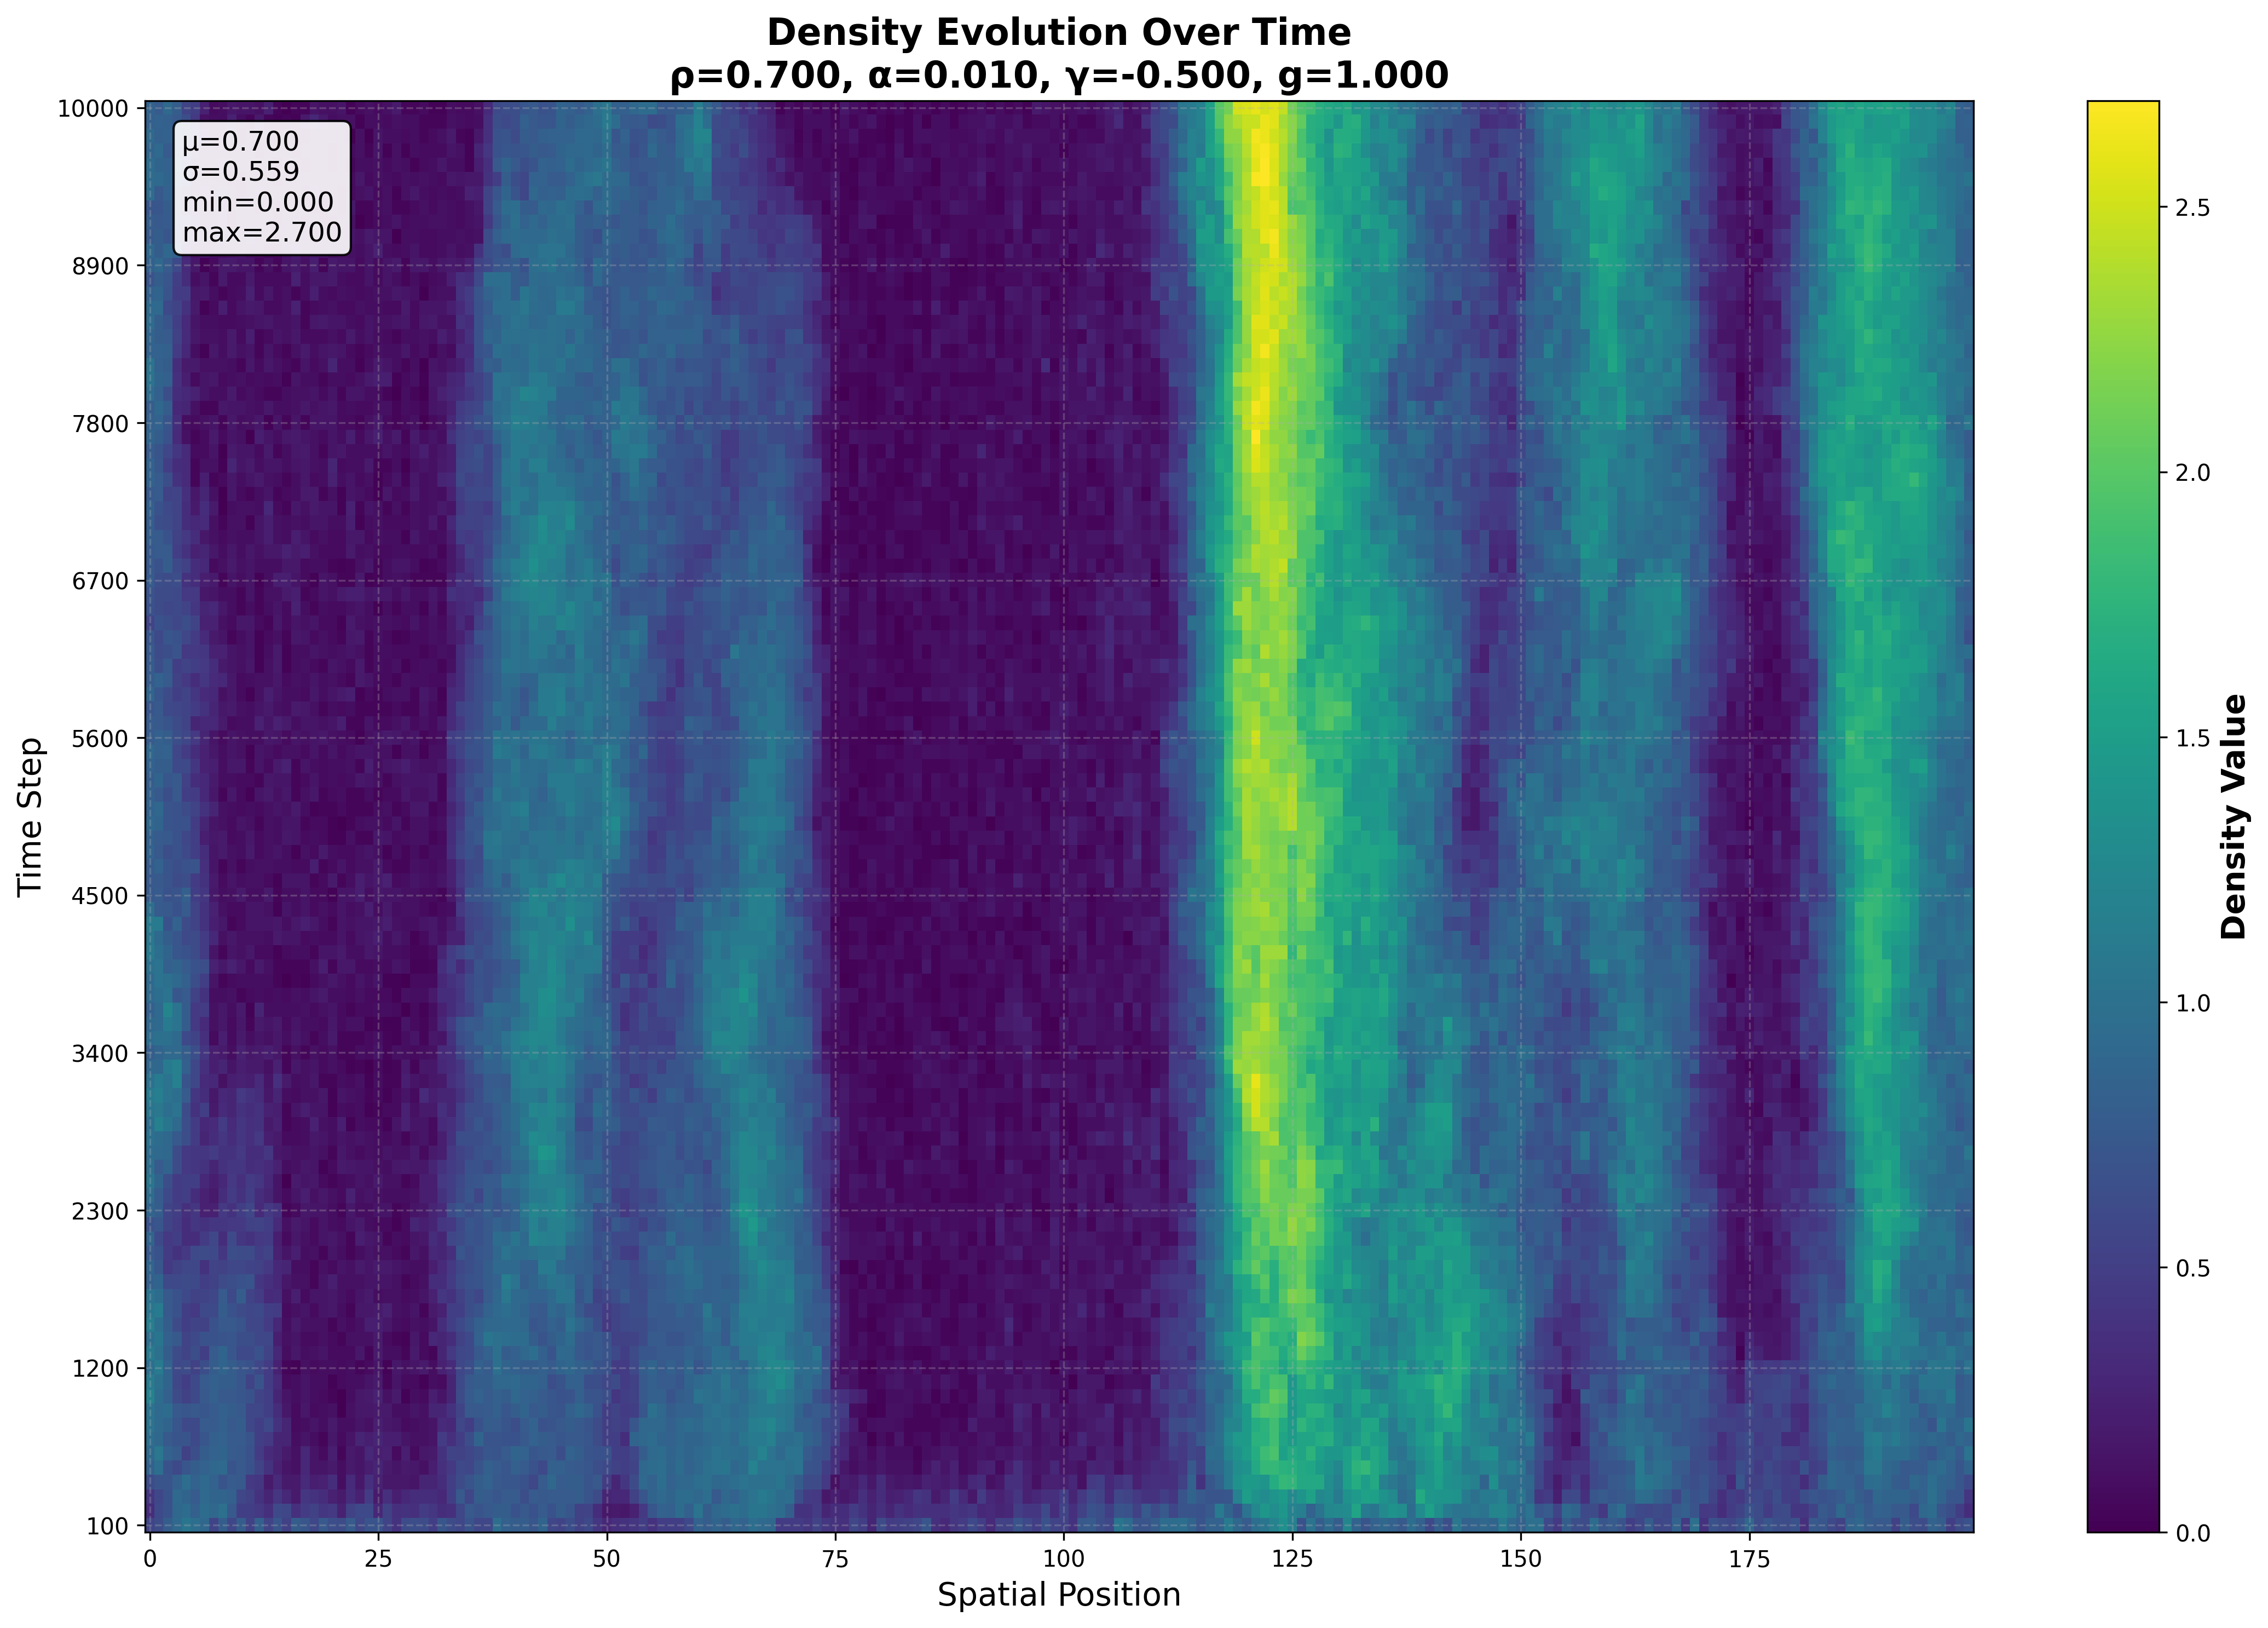 Density Evolution Over Time
ρ=0.700, α=0.010, γ=-0.500, g=1.000
μ=0.700
σ=0.559
min=0.000
max=2.700
Time Step
10000
8900
7800
6700
5600
4500
3400
2300
1200
100
0
25
50
75
100
125
150
175
Spatial Position
2.5
2.0
1.5
1.0
0.5
0.0
Density Value